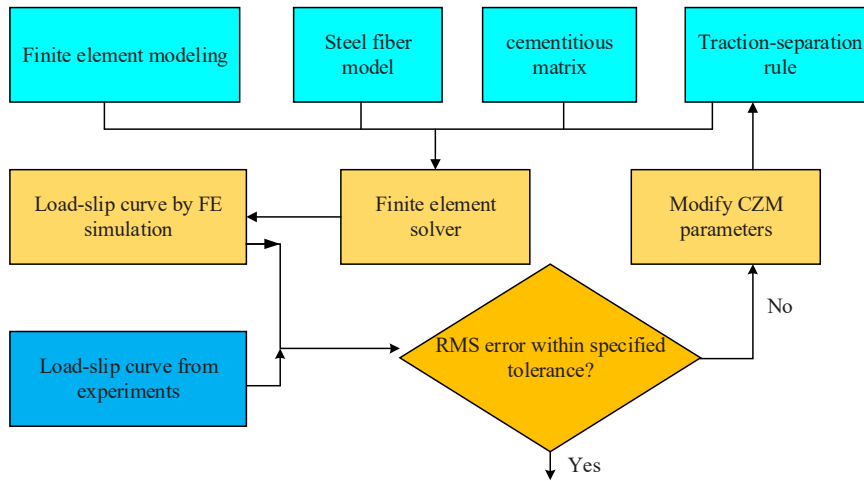 Finite element modeling
Steel fiber
model
cementitious
matrix
Traction-separation
rule
Load-slip curve by FE
simulation
Finite element
solver
Modify CZM
parameters
No
RMS error within specified
tolerance?
Load-slip curve from
experiments
Yes